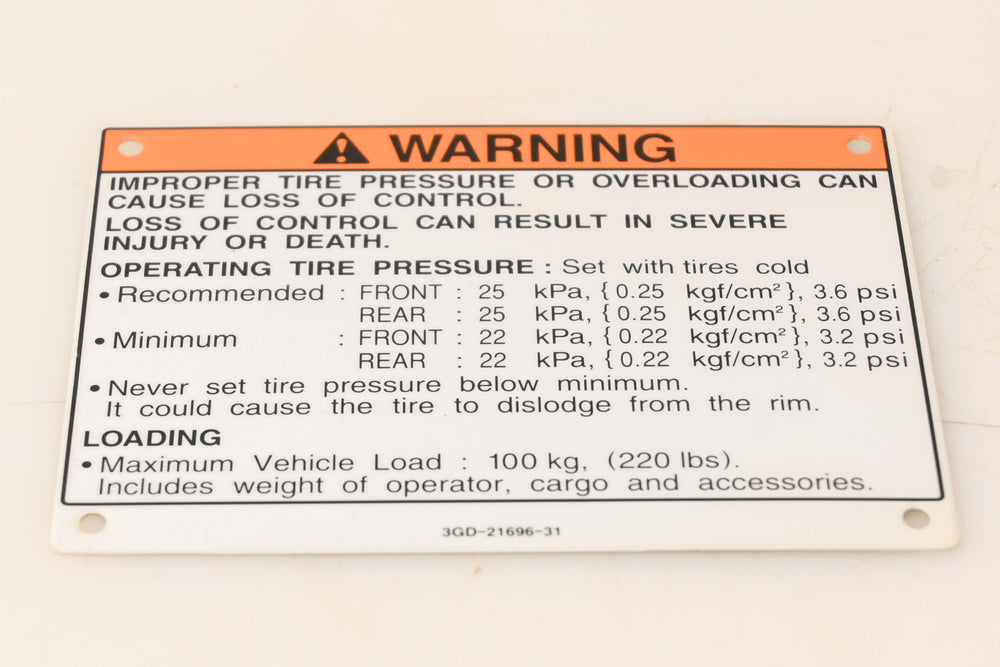 WARNING
IMPROPER TIRE PRESSURE OR OVERLOADING CAN
CAUSE LOSS OF CONTROL.
LOSS OF CONTROL CAN RESULT IN SEVERE
INJURY OR DEATH.
OPERATING TIRE PRESSURE : Set with tires cold
• Recommended : FRONT : 25 kPa, {0.25 kgf/cm²}, 3.6 psi
REAR : 25 kPa, {0.25 kgf/cm²}, 3.6 psi
• Minimum : FRONT : 22 kPa, {0.22 kgf/cm²}, 3.2 psi
REAR : 22 kPa, {0.22 kgf/cm²}, 3.2 psi
• Never set tire pressure below minimum.
It could cause the tire to dislodge from the rim.
LOADING
• Maximum Vehicle Load : 100 kg, (220 lbs).
Includes weight of operator, cargo and accessories.
3GD-21696-31